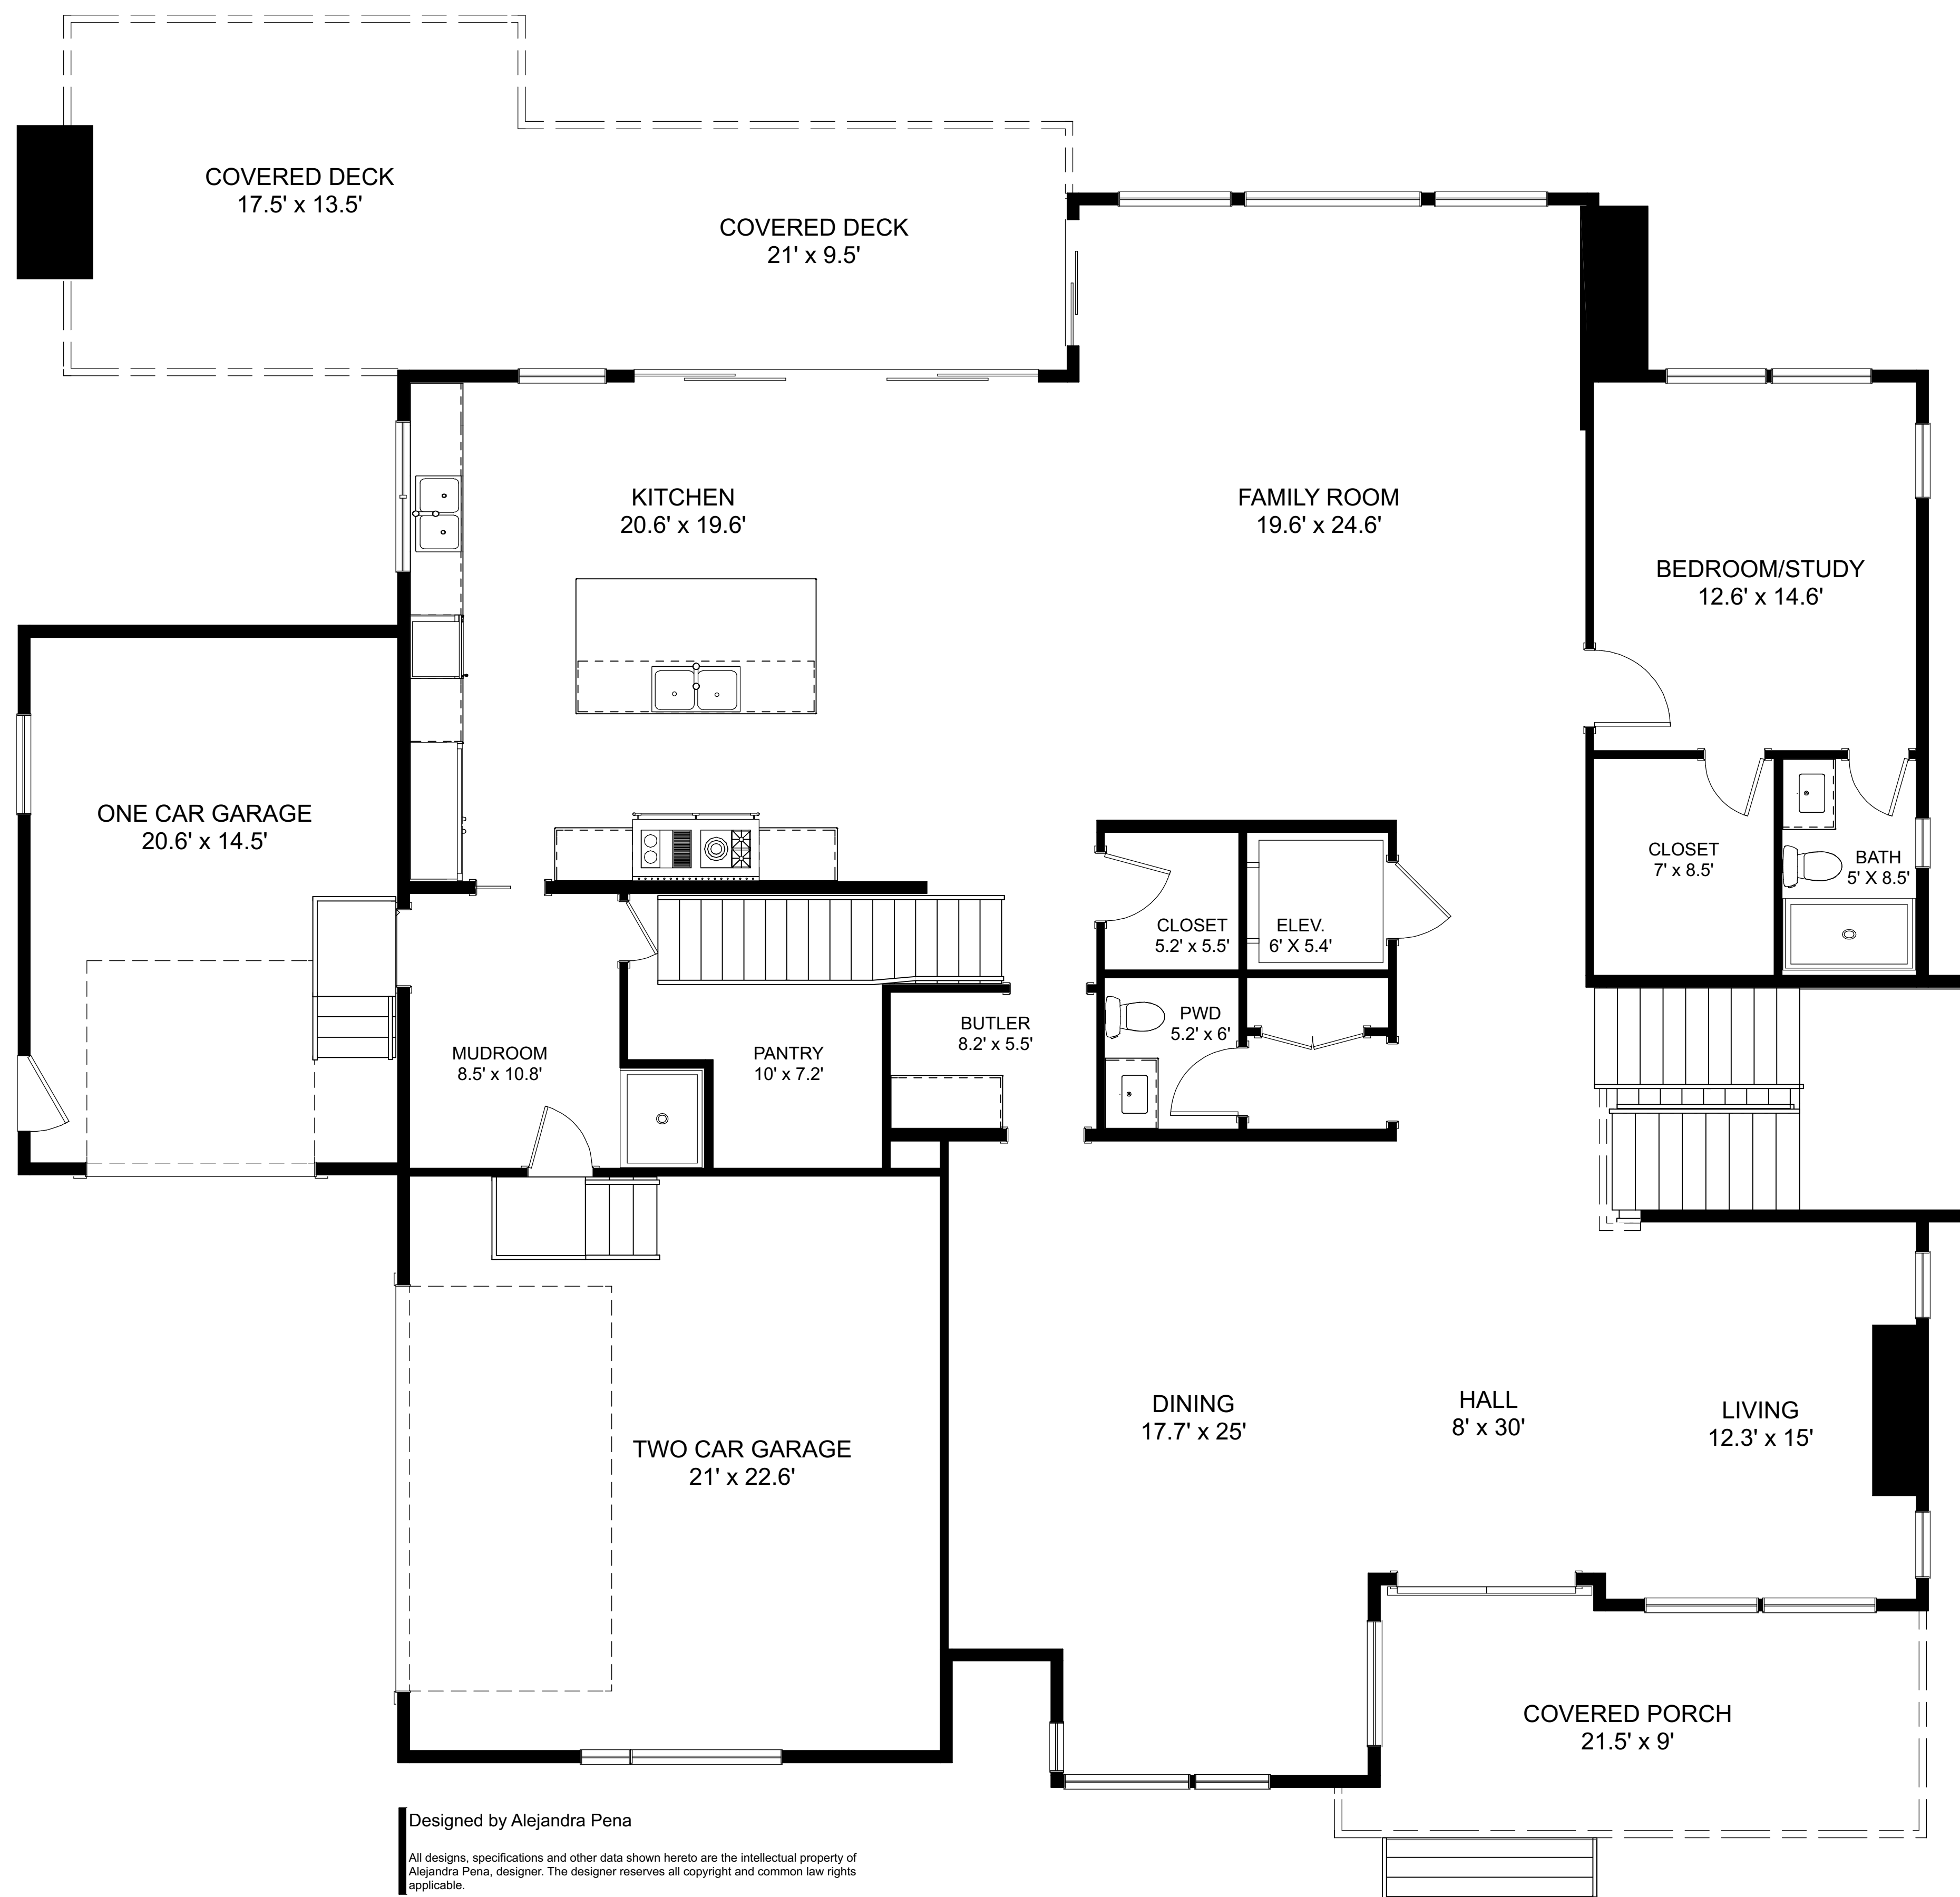 COVERED DECK
17.5' x 13.5'
COVERED DECK
21' x 9.5'
KITCHEN
20.6' x 19.6'
FAMILY ROOM
19.6' x 24.6'
BEDROOM/STUDY
12.6' x 14.6'
ONE CAR GARAGE
20.6' x 14.5'
CLOSET
7' x 8.5'
BATH
5' X 8.5'
CLOSET
5.2' x 5.5'
ELEV.
6' X 5.4'
MUDROOM
8.5' x 10.8'
PANTRY
10' x 7.2'
BUTLER
8.2' x 5.5'
PWD
5.2' x 6'
TWO CAR GARAGE
21' x 22.6'
DINING
17.7' x 25'
HALL
8' x 30'
LIVING
12.3' x 15'
COVERED PORCH
21.5' x 9'
Designed by Alejandra Pena
All designs, specifications and other data shown hereto are the intellectual property of
Alejandra Pena, designer. The designer reserves all copyright and common law rights
applicable.